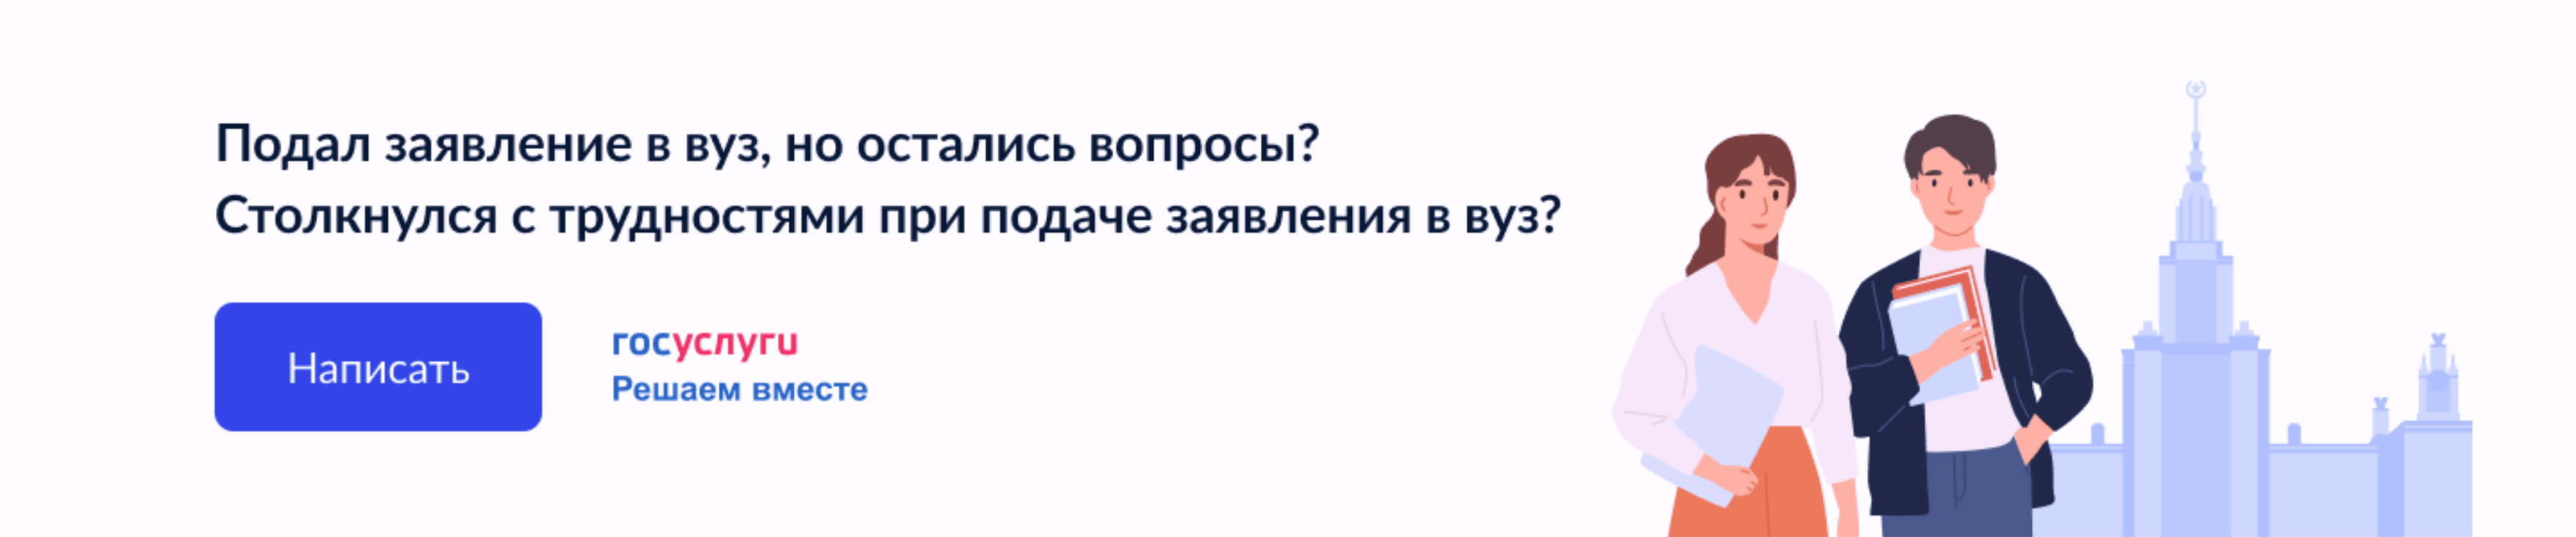 Подал заявление в вуз, но остались вопросы?
Столкнулся с трудностями при подаче заявления в вуз?
Написать
госуслуги
Решаем вместе